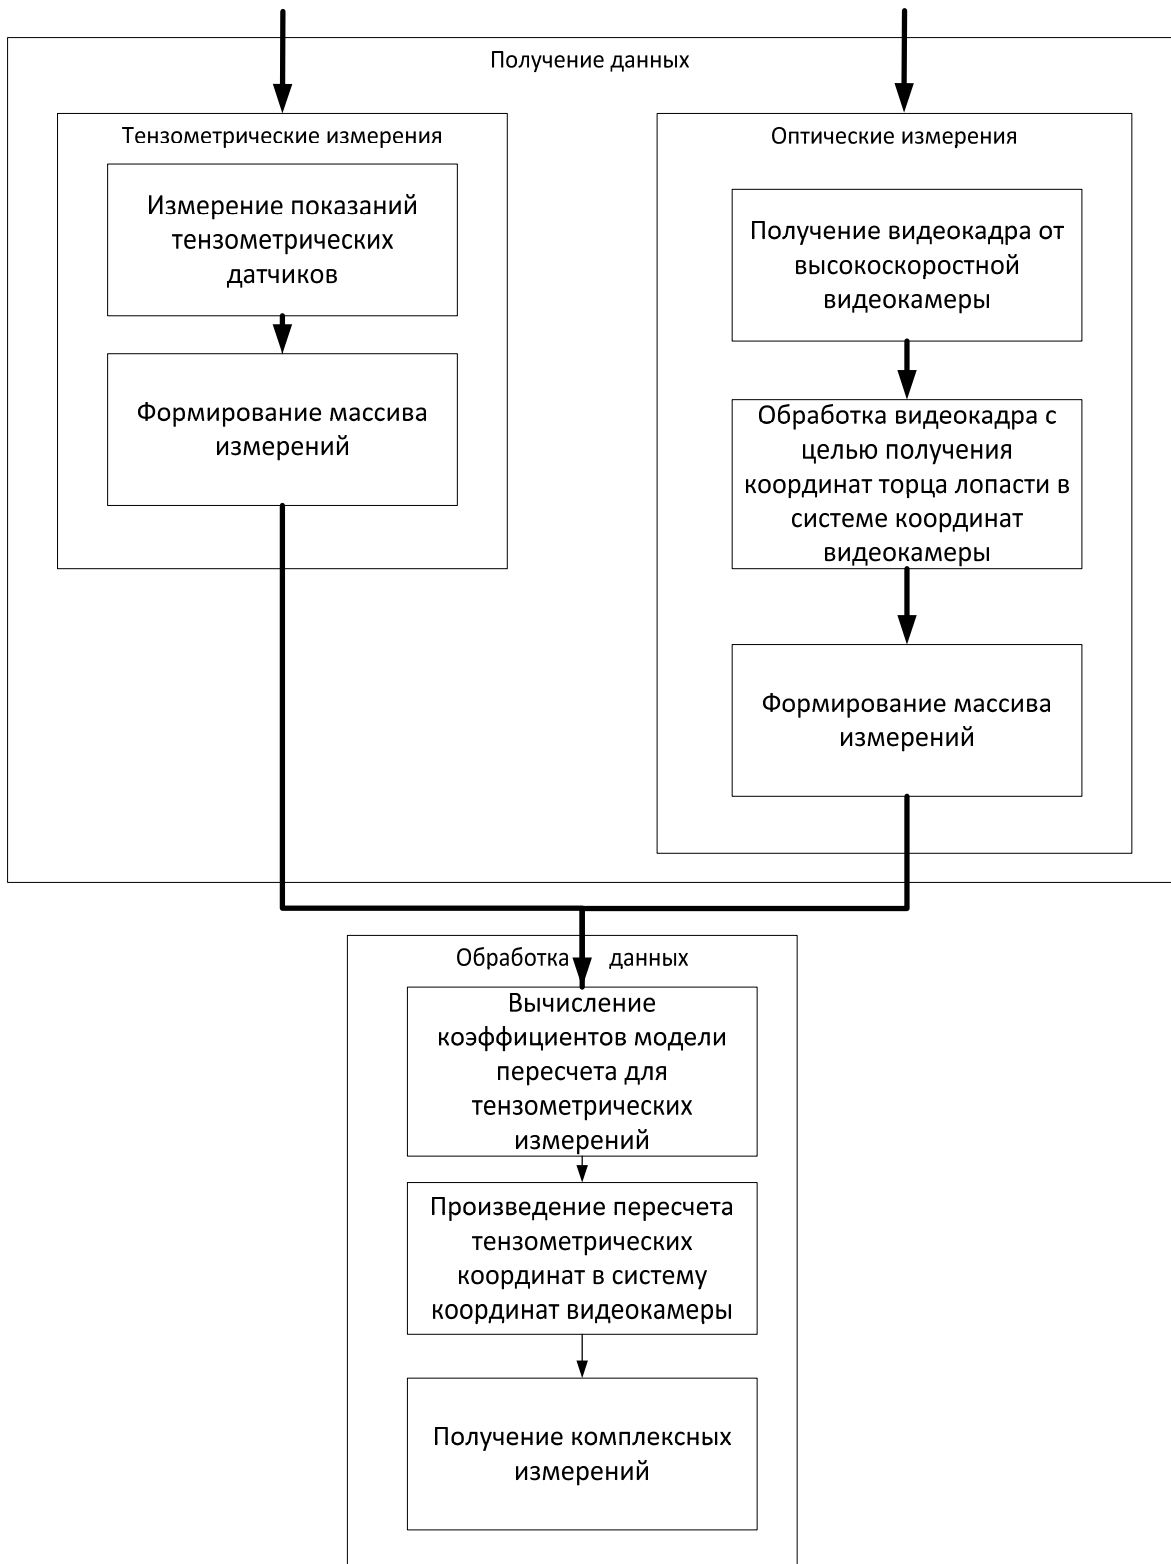 Получение данных
Тензометрические измерения
Измерение показаний
тензометрических
датчиков
Формирование массива
измерений
Оптические измерения
Получение видеокадра от
высокоскоростной
видеокамеры
Обработка видеокадра с
целью получения
координат торца лопасти в
системе координат
видеокамеры
Формирование массива
измерений
Обработка данных
Вычисление
коэффициентов модели
пересчета для
тензометрических
измерений
Произведение пересчета
тензометрических
координат в систему
координат видеокамеры
Получение комплексных
измерений